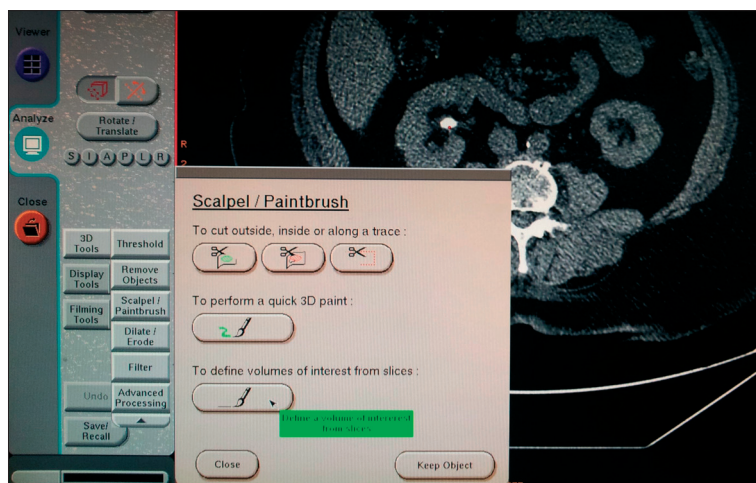 Viewer
Analyze
Rotate /
Translate
S I A P L R
R
2
Close
3D
Tools
Threshold
Display
Tools
Remove
Objects
Filming
Tools
Scalpel /
Paintbrush
Dilate /
Erode
Filter
Undo
Advanced
Processing
Save/
Recall
Scalpel / Paintbrush
To cut outside, inside or along a trace :
To perform a quick 3D paint :
To define volumes of interest from slices :
Define a volume of intererest
from slices
Close
Keep Object